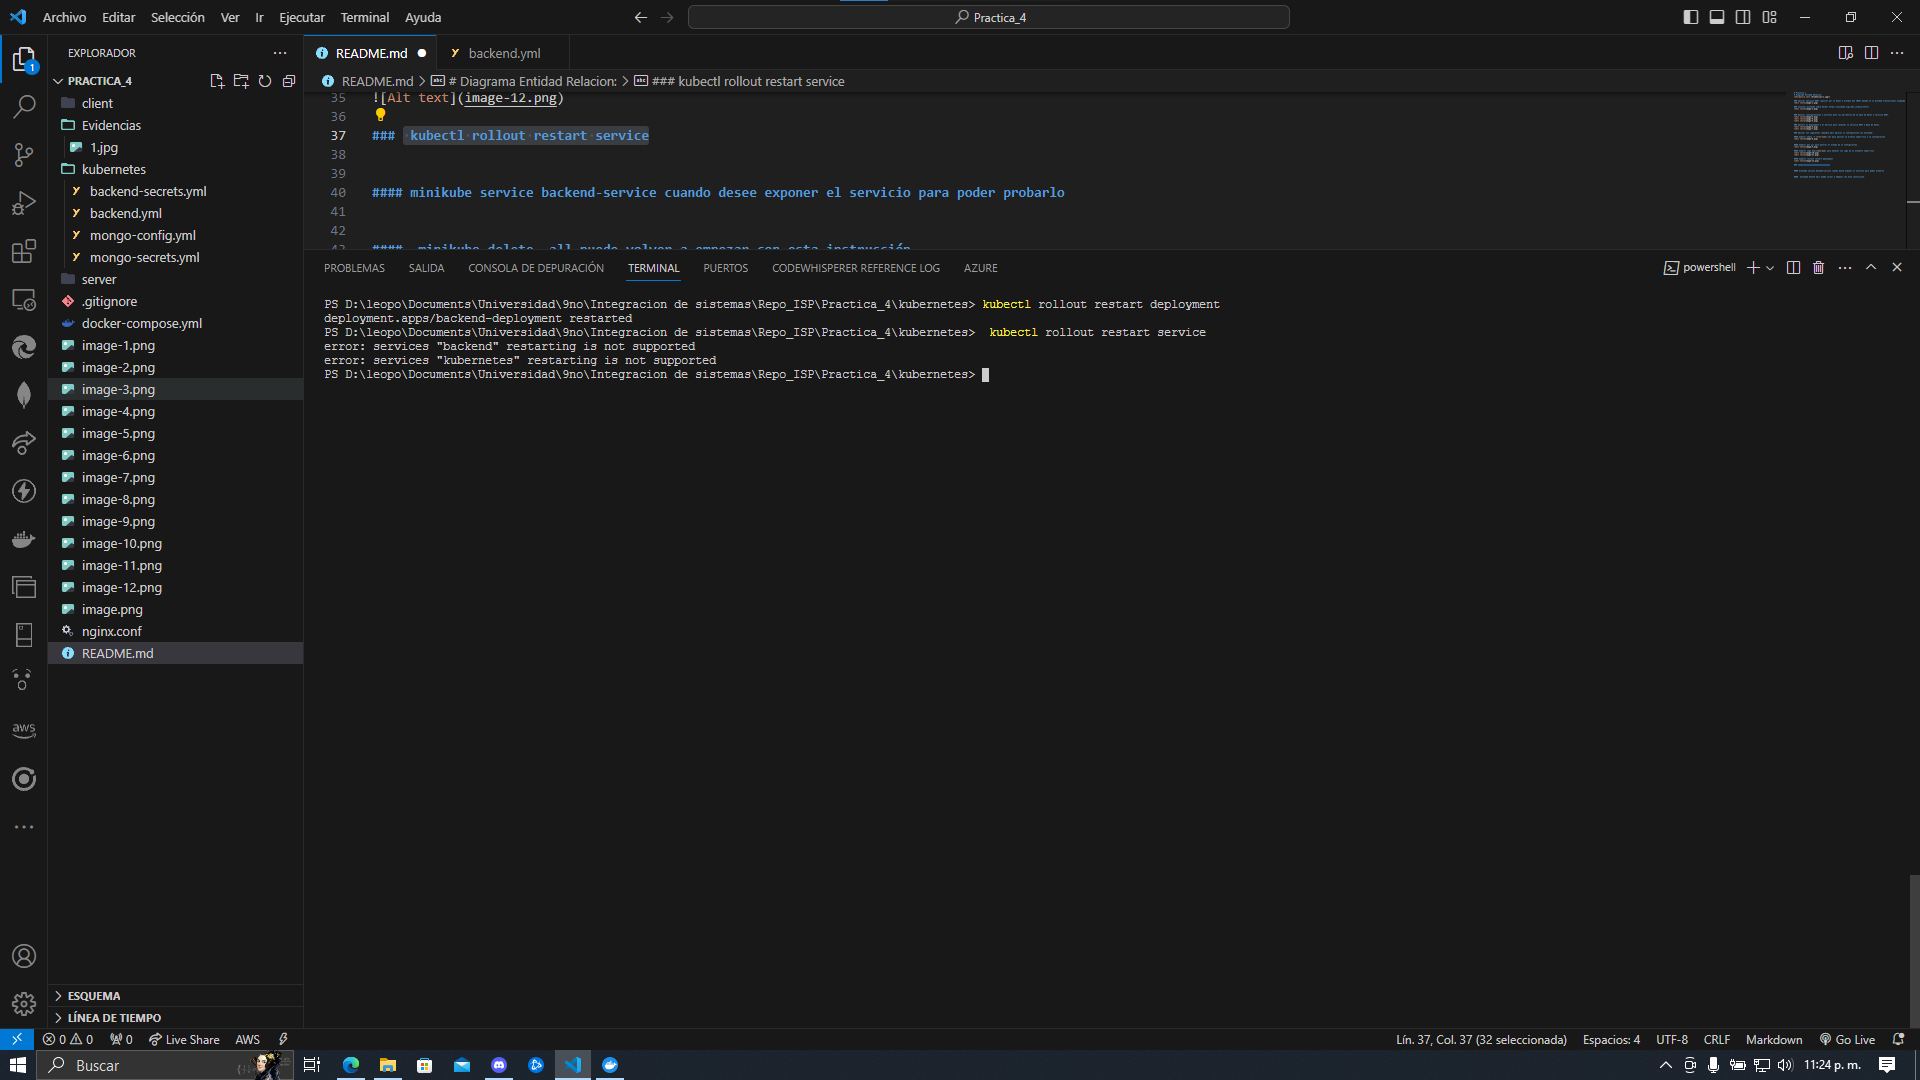 Archivo Editar Selección Ver Ir Ejecutar Terminal Ayuda
Practica_4
EXPLORADOR
README.md
backend.yml
PRACTICA_4
README.md > # Diagrama Entidad Relacion: > ### kubectl rollout restart service
client
Evidencias
1.jpg
kubernetes
backend-secrets.yml
backend.yml
mongo-config.yml
mongo-secrets.yml
server
.gitignore
docker-compose.yml
image-1.png
image-2.png
image-3.png
image-4.png
image-5.png
image-6.png
image-7.png
image-8.png
image-9.png
image-10.png
image-11.png
image-12.png
image.png
nginx.conf
README.md
ESQUEMA
LÍNEA DE TIEMPO
35 ![Alt text](image-12.png)
36
37 ### kubectl rollout restart service
38
39
40 #### minikube service backend-service cuando desee exponer el servicio para poder probarlo
41
42
43 #### minikube delete all puede volver a empezar con esta instrucción
PROBLEMAS SALIDA CONSOLA DE DEPURACIÓN TERMINAL PUERTOS CODEWHISPERER REFERENCE LOG AZURE
powershell
PS D:\leopo\Documents\Universidad\9no\Integracion de sistemas\Repo_ISP\Practica_4\kubernetes> kubectl rollout restart deployment
deployment.apps/backend-deployment restarted
PS D:\leopo\Documents\Universidad\9no\Integracion de sistemas\Repo_ISP\Practica_4\kubernetes>  kubectl rollout restart service
error: services "backend" restarting is not supported
error: services "kubernetes" restarting is not supported
PS D:\leopo\Documents\Universidad\9no\Integracion de sistemas\Repo_ISP\Practica_4\kubernetes>
1
aws
0 0 0 Live Share AWS
Lín. 37, Col. 37 (32 seleccionada) Espacios: 4 UTF-8 CRLF Markdown Go Live
Buscar
11:24 p. m.